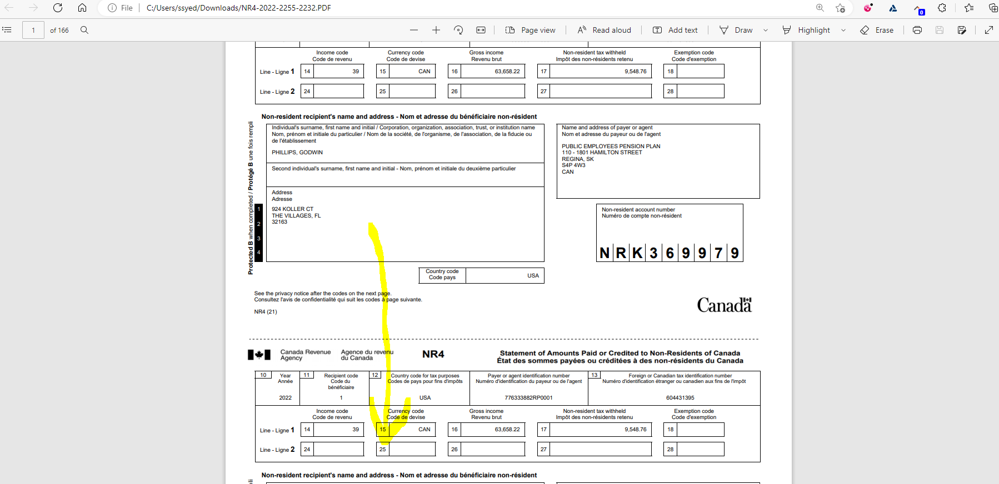 File C:/Users/ssyed/Downloads/NR4-2022-2255-2232.PDF
0
1 of 166 Page view Read aloud Add text Draw Highlight Erase
Income code Currency code Gross income Non-resident tax withheld Exemption code
Code de revenu Code de devise Revenu brut Impôt des non-résidents retenu Code d'exemption
Line - Ligne 1 14 39 15 CAN 16 63,658.22 17 9,548.76 18
Line - Ligne 2 24 25 26 27 28
Non-resident recipient's name and address - Nom et adresse du bénéficiaire non-résident
Protected B when completed / Protégé B une fois rempli
Individual's surname, first name and initial / Corporation, organization, association, trust, or institution name
Nom, prénom et initiale du particulier / Nom de la société, de l'organisme, de l'association, de la fiducie ou
de l'établissement
PHILLIPS, GODWIN
Second individual's surname, first name and initial - Nom, prénom et initiale du deuxième particulier
Address
Adresse
1 924 KOLLER CT
THE VILLAGES, FL
2 32163
3
4
Name and address of payer or agent
Nom et adresse du payeur ou de l'agent
PUBLIC EMPLOYEES PENSION PLAN
110 - 1801 HAMILTON STREET
REGINA, SK
S4P 4W3
CAN
Non-resident account number
Numéro de compte non-résident
N R K 3 6 9 9 7 9
Country code USA
Code pays
See the privacy notice after the codes on the next page.
Consultez l'avis de confidentialité qui suit les codes à page suivante.
NR4 (21)
Canada
Canada Revenue Agence du revenu NR4 Statement of Amounts Paid or Credited to Non-Residents of Canada
Agency du Canada État des sommes payées ou créditées à des non-résidents du Canada
10 Year 11 Recipient code 12 Country code for tax purposes Payer or agent identification number 13 Foreign or Canadian tax identification number
Année Code du Codes de pays pour fins d'impôts Numéro d'identification du payeur ou de l'agent Numéro d'identification étranger ou canadien aux fins de l'impôt
bénéficiaire
2022 1 USA 776333882RP0001 604431395
Income code Currency code Gross income Non-resident tax withheld Exemption code
Code de revenu Code de devise Revenu brut Impôt des non-résidents retenu Code d'exemption
Line - Ligne 1 14 39 15 CAN 16 63,658.22 17 9,548.76 18
Line - Ligne 2 24 25 26 27 28
Non-resident recipient's name and address - Nom et adresse du bénéficiaire non-résident